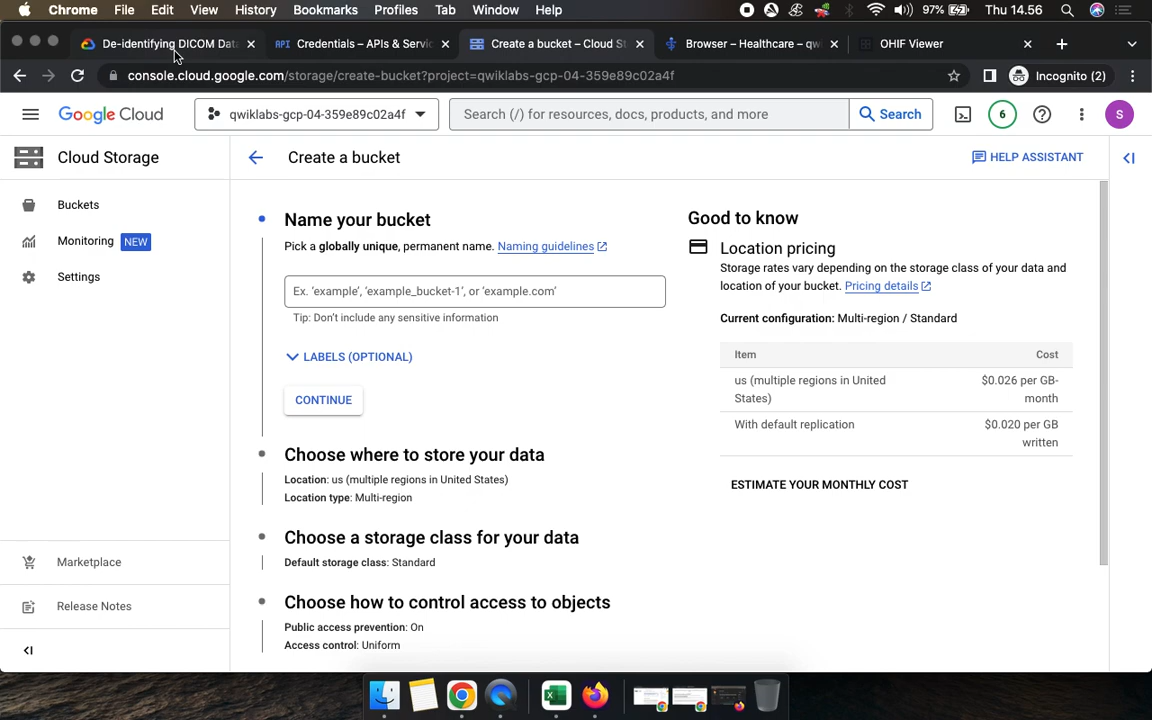 Chrome File Edit View History Bookmarks Profiles Tab Window Help 97% Thu 14.56
De-identifying DICOM Data Credentials – APIs & Servic Create a bucket – Cloud St Browser – Healthcare – qw OHIF Viewer
console.cloud.google.com/storage/create-bucket?project=qwiklabs-gcp-04-359e89c02a4f Incognito (2)
Google Cloud qwiklabs-gcp-04-359e89c02a4f Search (/) for resources, docs, products, and more Search 6 S
Cloud Storage
Create a bucket
HELP ASSISTANT
Buckets
Monitoring NEW
Settings
Marketplace
Release Notes
Name your bucket
Pick a globally unique, permanent name. Naming guidelines
Ex. 'example', 'example_bucket-1', or 'example.com'
Tip: Don't include any sensitive information
LABELS (OPTIONAL)
CONTINUE
Choose where to store your data
Location: us (multiple regions in United States)
Location type: Multi-region
Choose a storage class for your data
Default storage class: Standard
Choose how to control access to objects
Public access prevention: On
Access control: Uniform
Good to know
Location pricing
Storage rates vary depending on the storage class of your data and
location of your bucket. Pricing details
Current configuration: Multi-region / Standard
Item Cost
us (multiple regions in United $0.026 per GB-
States) month
With default replication $0.020 per GB
written
ESTIMATE YOUR MONTHLY COST